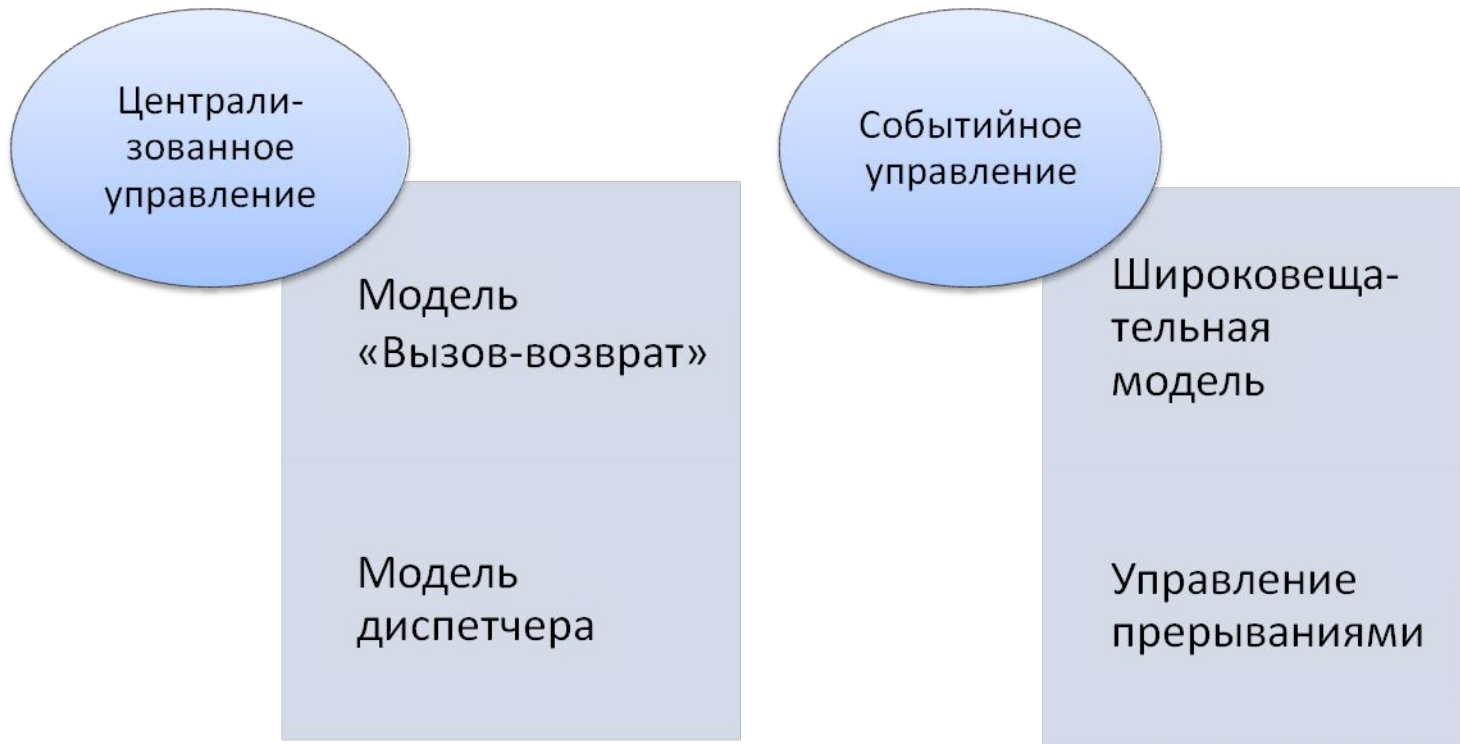 Централи-
зованное
управление
Модель
«Вызов-возврат»
Модель
диспетчера
Событийное
управление
Широковеща-
тельная
модель
Управление
прерываниями